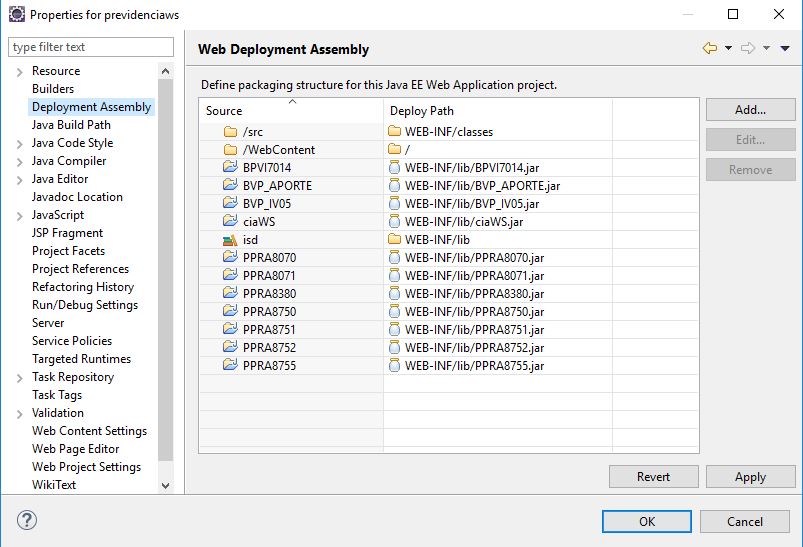 Properties for previdenciaws
type filter text
Resource
Builders
Deployment Assembly
Java Build Path
Java Code Style
Java Compiler
Java Editor
Javadoc Location
JavaScript
JSP Fragment
Project Facets
Project References
Refactoring History
Run/Debug Settings
Server
Service Policies
Targeted Runtimes
Task Repository
Task Tags
Validation
Web Content Settings
Web Page Editor
Web Project Settings
WikiText
Web Deployment Assembly
Define packaging structure for this Java EE Web Application project.
Source Deploy Path
/src WEB-INF/classes
/WebContent /
BPVI7014 WEB-INF/lib/BPVI7014.jar
BVP_APORTE WEB-INF/lib/BVP_APORTE.jar
BVP_IV05 WEB-INF/lib/BVP_IV05.jar
ciaWS WEB-INF/lib/ciaWS.jar
isd WEB-INF/lib
PPRA8070 WEB-INF/lib/PPRA8070.jar
PPRA8071 WEB-INF/lib/PPRA8071.jar
PPRA8380 WEB-INF/lib/PPRA8380.jar
PPRA8750 WEB-INF/lib/PPRA8750.jar
PPRA8751 WEB-INF/lib/PPRA8751.jar
PPRA8752 WEB-INF/lib/PPRA8752.jar
PPRA8755 WEB-INF/lib/PPRA8755.jar
Add...
Edit...
Remove
Revert Apply
? OK Cancel